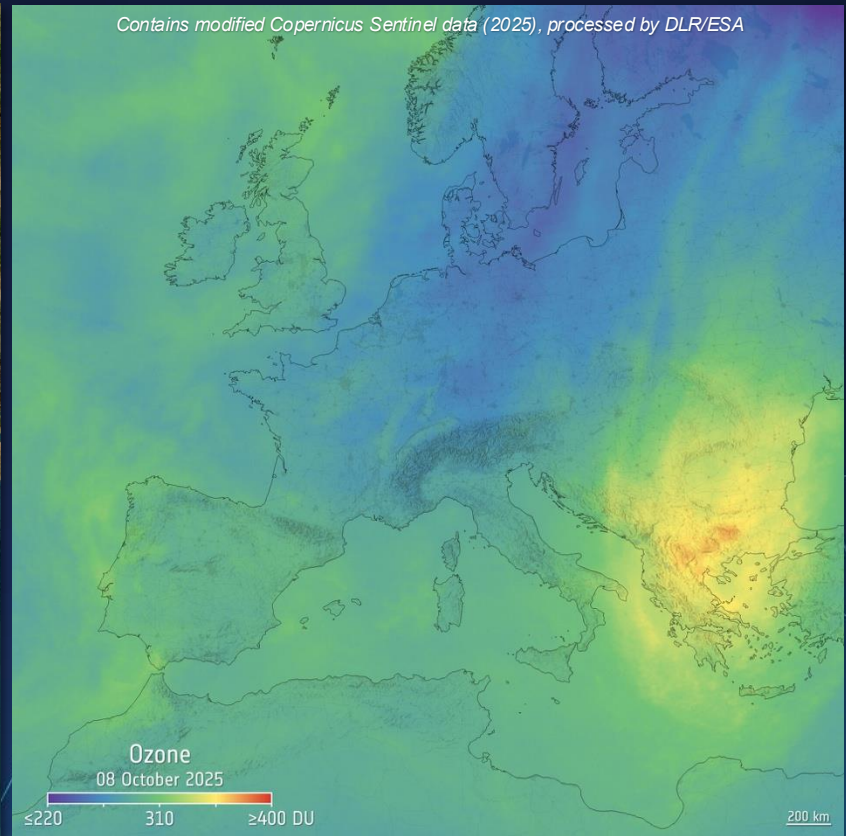 Contains modified Copernicus Sentinel data (2025), processed by DLR/ESA
Ozone
08 October 2025
≤220 310 ≥400 DU
200 km